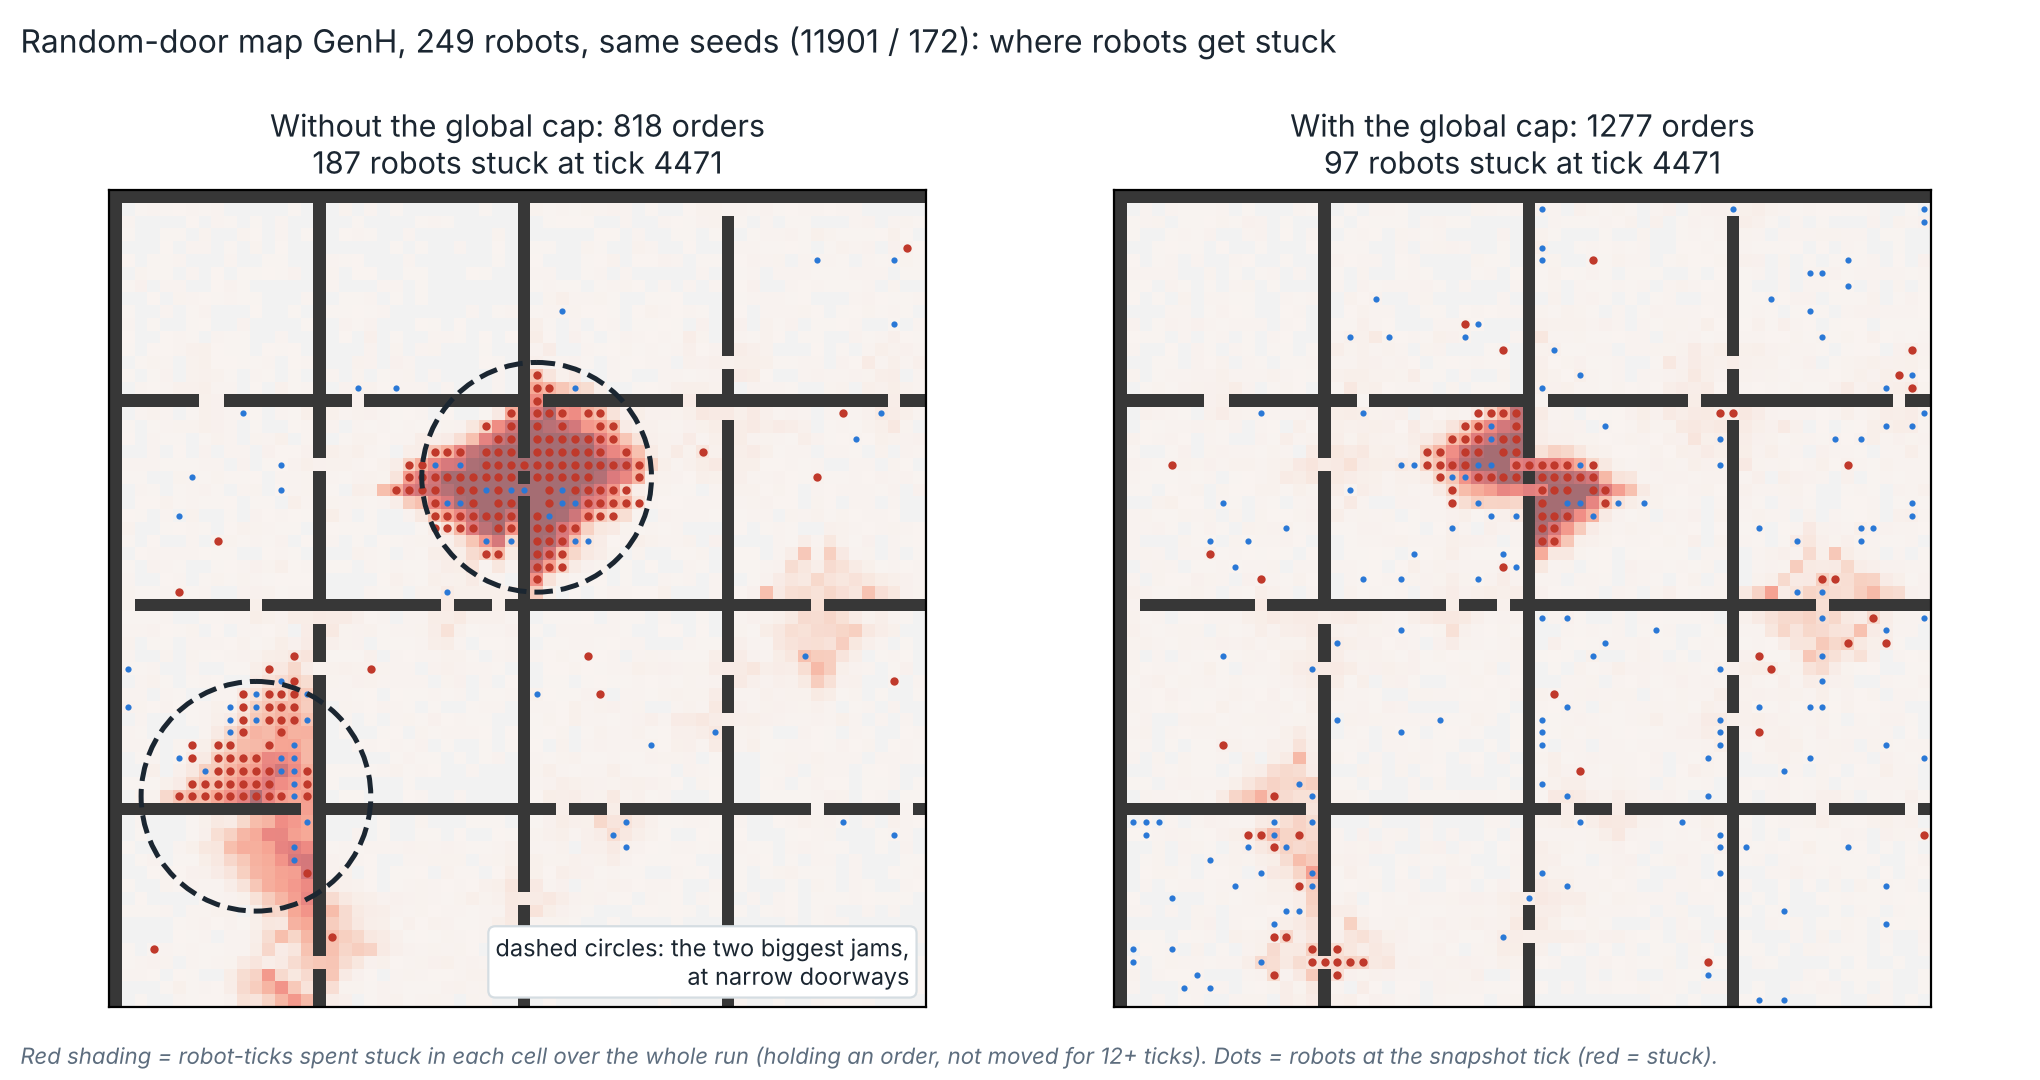 Random-door map GenH, 249 robots, same seeds (11901 / 172): where robots get stuck
Without the global cap: 818 orders
187 robots stuck at tick 4471
With the global cap: 1277 orders
97 robots stuck at tick 4471
dashed circles: the two biggest jams,
at narrow doorways
Red shading = robot-ticks spent stuck in each cell over the whole run (holding an order, not moved for 12+ ticks). Dots = robots at the snapshot tick (red = stuck).